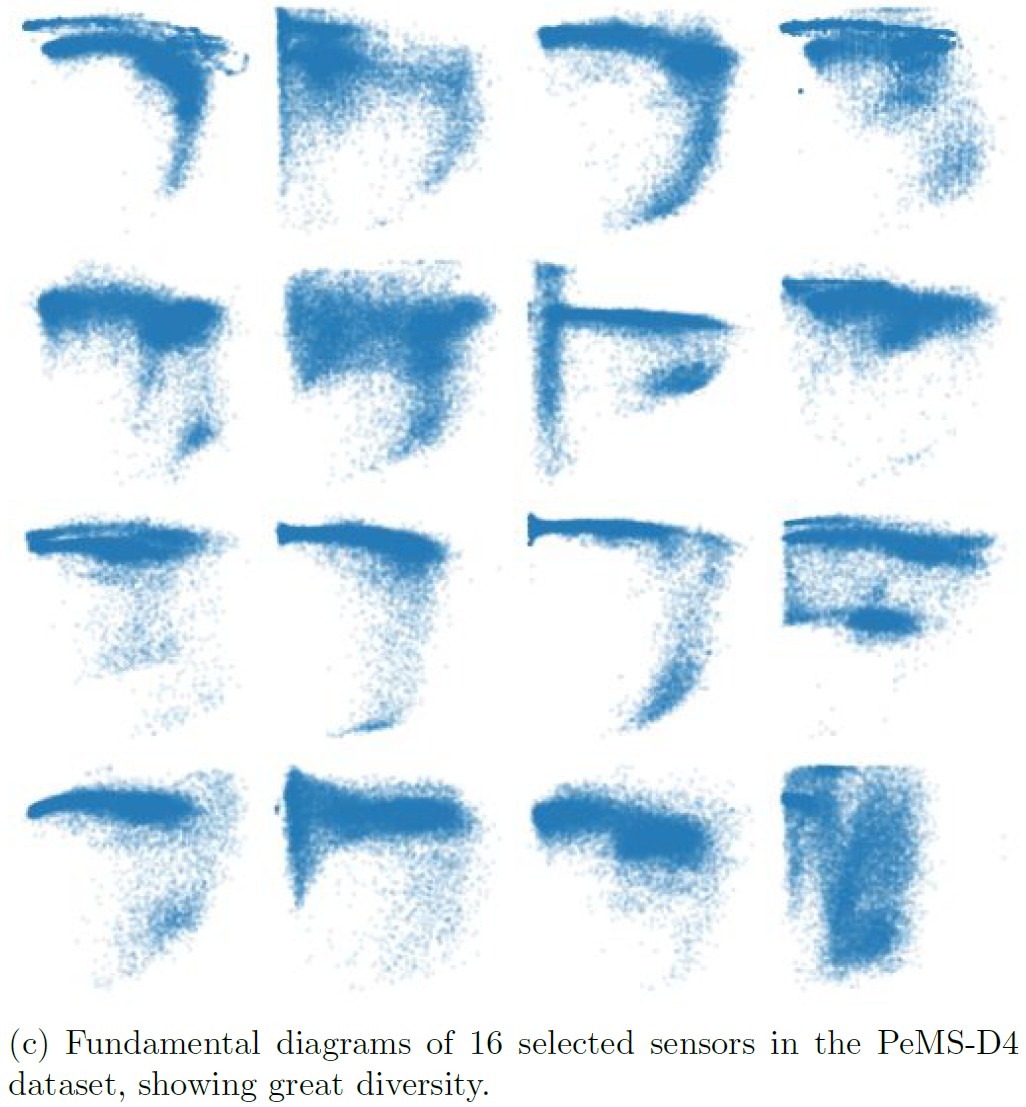 (c) Fundamental diagrams of 16 selected sensors in the PeMS-D4
dataset, showing great diversity.